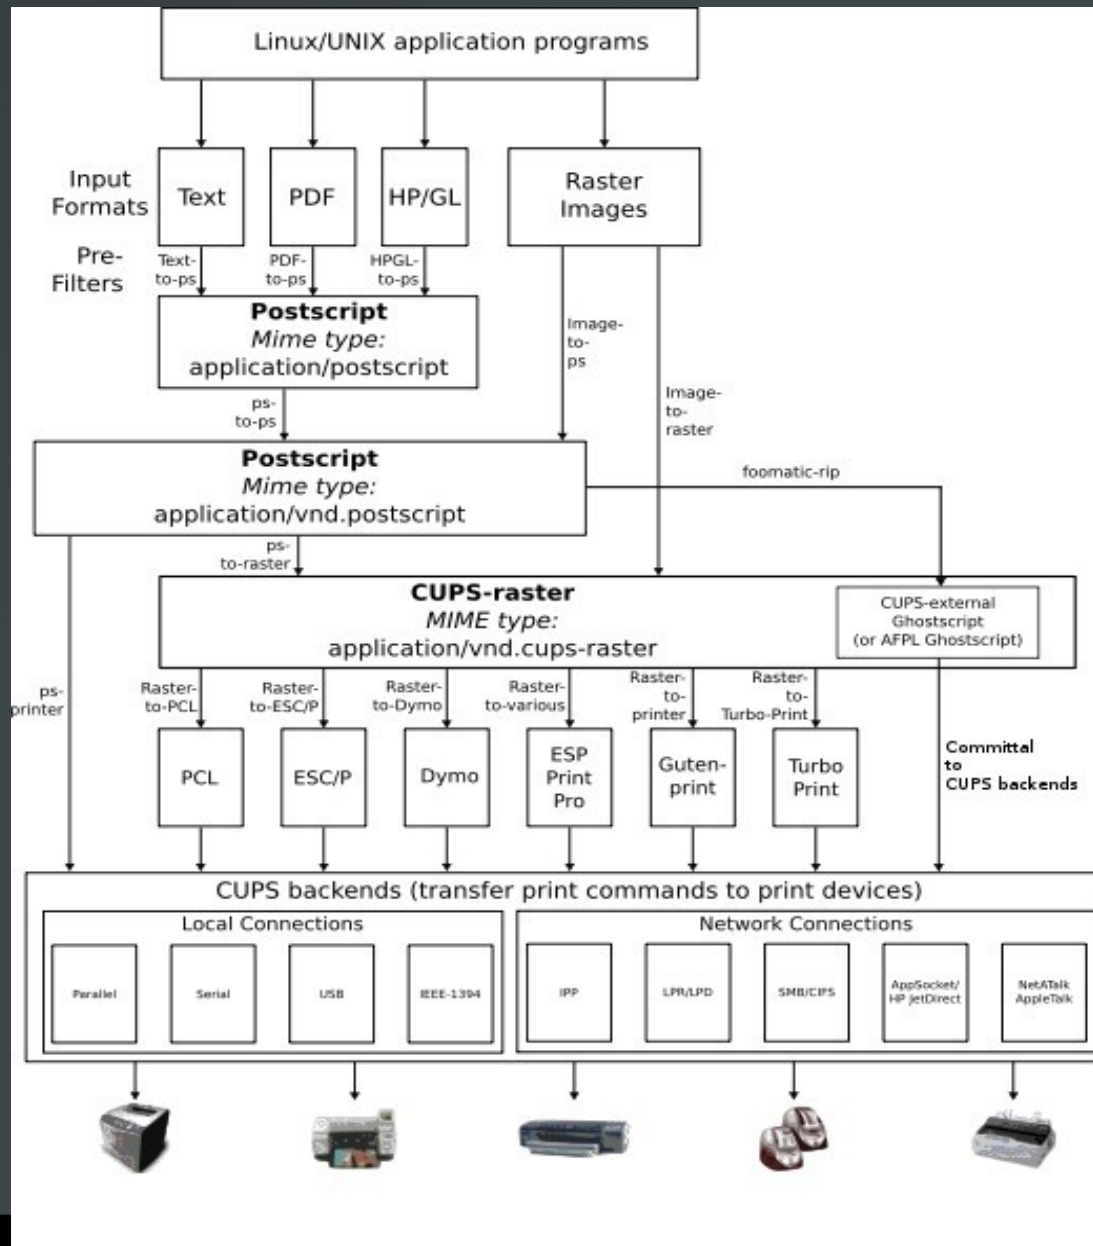 Linux/UNIX application programs
Input
Formats
Text
PDF
HP/GL
Raster
Images
Pre-
Filters
Text-
to-ps
PDF-
to-ps
HPGL-
to-ps
Postscript
Mime type:
application/postscript
Image-
to-
ps
Image-
to-
raster
ps-
to-ps
Postscript
Mime type:
application/vnd.postscript
foomatic-rip
ps-
to-raster
CUPS-raster
MIME type:
application/vnd.cups-raster
CUPS-external
Ghostscript
(or AFPL Ghostscript)
ps-
printer
Raster-
to-PCL
Raster-
to-ESC/P
Raster-
to-Dymo
Raster-
to-various
Raster-
to-
printer
Raster-
to-
Turbo-Print
Committal
to
CUPS backends
PCL
ESC/P
Dymo
ESP
Print
Pro
Guten-
print
Turbo
Print
CUPS backends (transfer print commands to print devices)
Local Connections
Network Connections
Parallel
Serial
USB
IEEE-1394
IPP
LPR/LPD
SMB/CIFS
AppSocket/
HP JetDirect
NetATalk
AppleTalk